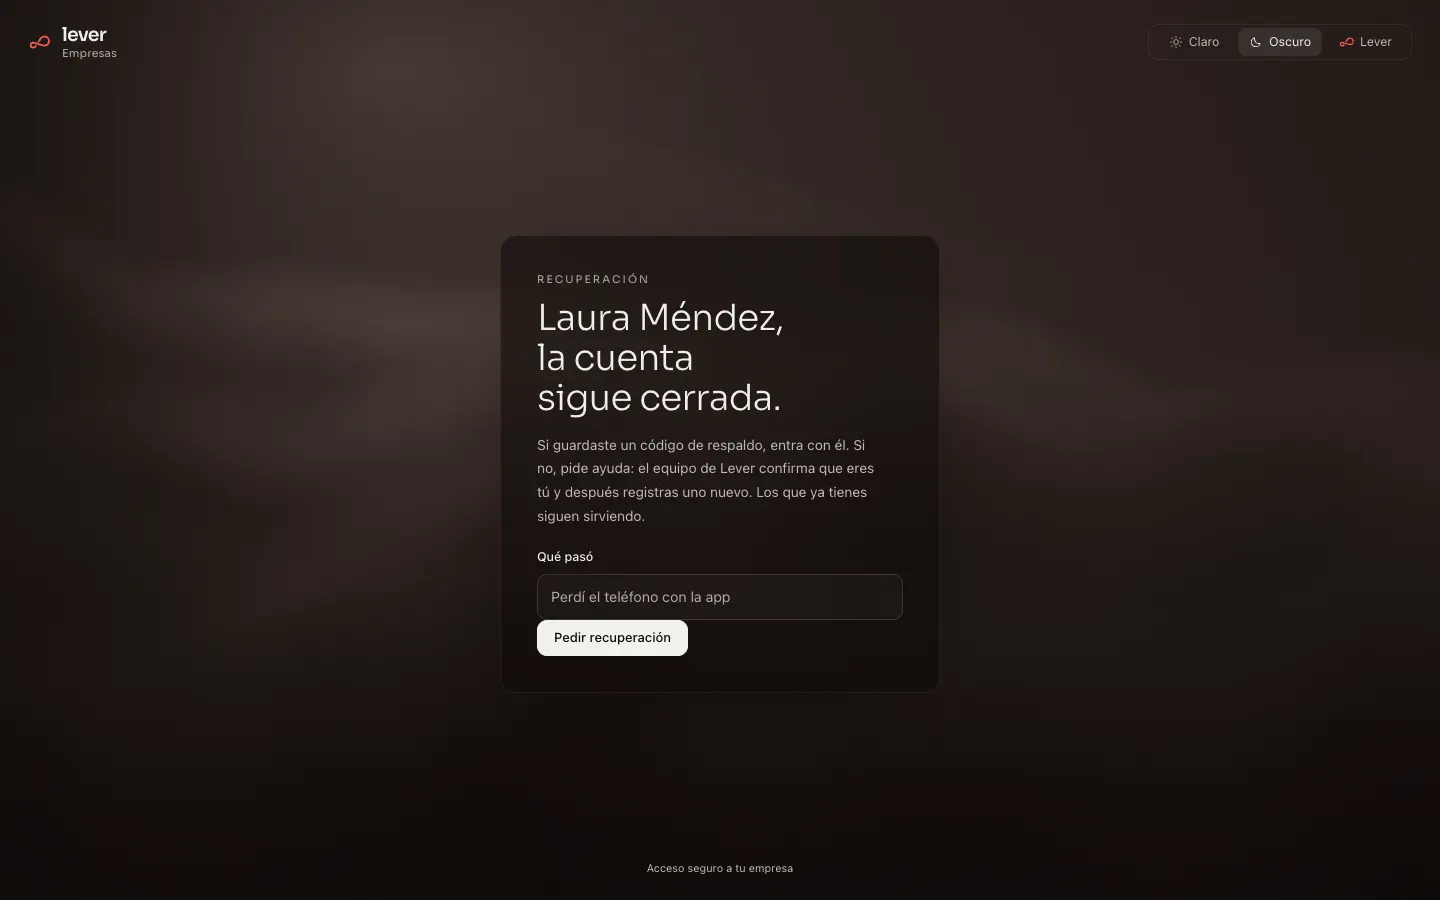 lever
Empresas
Claro
Oscuro
Lever
RECUPERACIÓN
Laura Méndez,
la cuenta
sigue cerrada.
Si guardaste un código de respaldo, entra con él. Si
no, pide ayuda: el equipo de Lever confirma que eres
tú y después registras uno nuevo. Los que ya tienes
siguen sirviendo.
Qué pasó
Perdí el teléfono con la app
Pedir recuperación
Acceso seguro a tu empresa